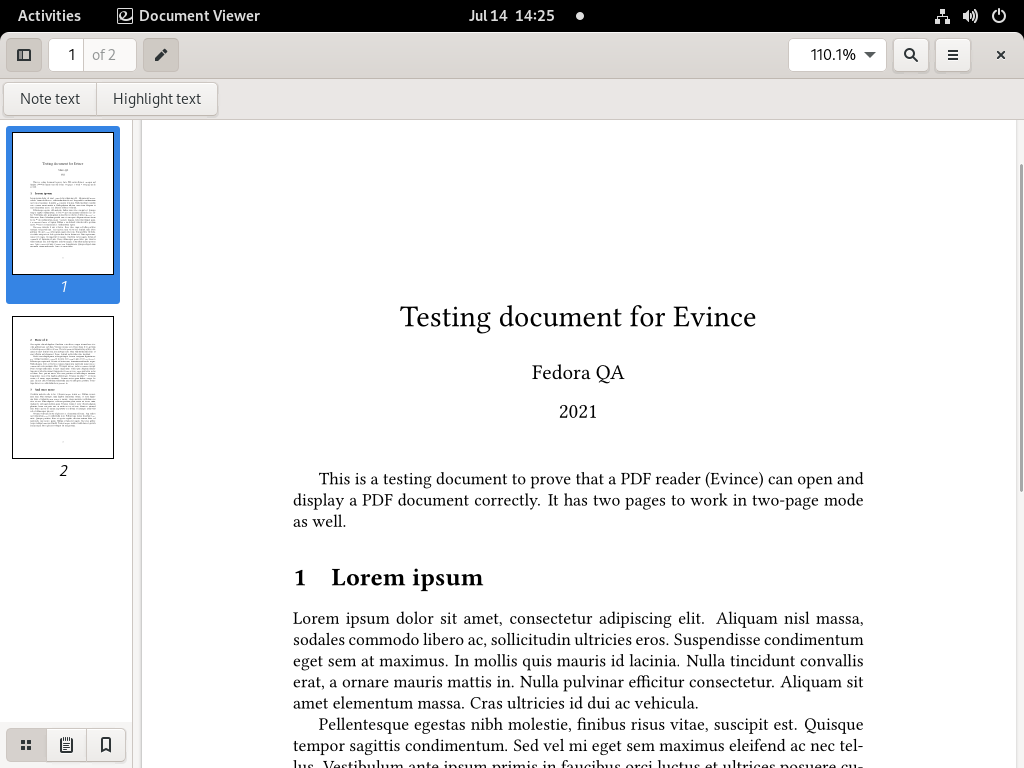 Activities
Document Viewer
Jul 14 14:25
1 of 2
110.1%
Note text
Highlight text
1
2
Testing document for Evince
Fedora QA
2021
This is a testing document to prove that a PDF reader (Evince) can open and
display a PDF document correctly. It has two pages to work in two-page mode
as well.
1 Lorem ipsum
Lorem ipsum dolor sit amet, consectetur adipiscing elit. Aliquam nisl massa,
sodales commodo libero ac, sollicitudin ultricies eros. Suspendisse condimentum
eget sem at maximus. In mollis quis mauris id lacinia. Nulla tincidunt convallis
erat, a ornare mauris mattis in. Nulla pulvinar efficitur consectetur. Aliquam sit
amet elementum massa. Cras ultricies id dui ac vehicula.
Pellentesque egestas nibh molestie, finibus risus vitae, suscipit est. Quisque
tempor sagittis condimentum. Sed vel mi eget sem maximus eleifend ac nec tel-
lus. Vestibulum ante ipsum primis in faucibus orci luctus et ultrices posuere cu-